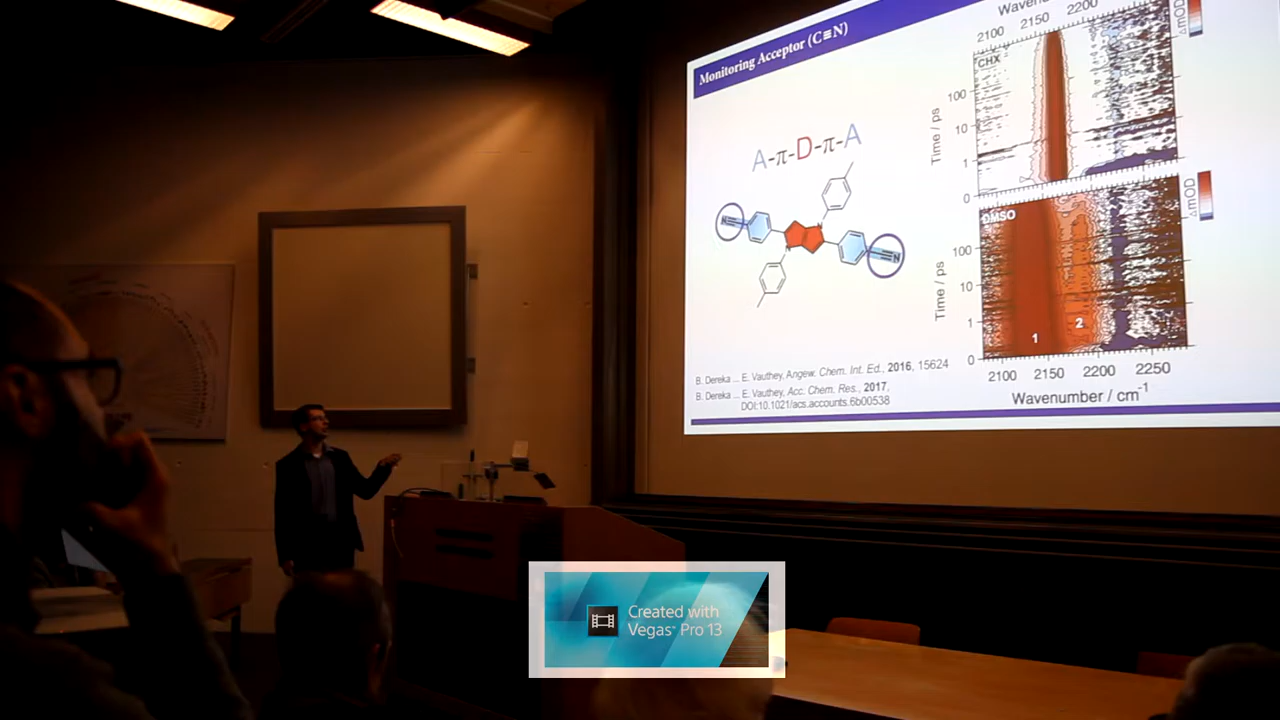 Monitoring Acceptor (C≡N)
A-π-D-π-A
N
N
N
N
B. Dereka ... E. Vauthey, Angew. Chem. Int. Ed., 2016, 15624
B. Dereka ... E. Vauthey, Acc. Chem. Res., 2017,
DOI:10.1021/acs.accounts.6b00538
2100 2150 2200
CHX
ΔmOD
Time / ps
100
10
1
0
DMSO
ΔmOD
Time / ps
100
10
1
0
1
2
2100 2150 2200 2250
Wavenumber / cm-1
Created with
Vegas™ Pro 13